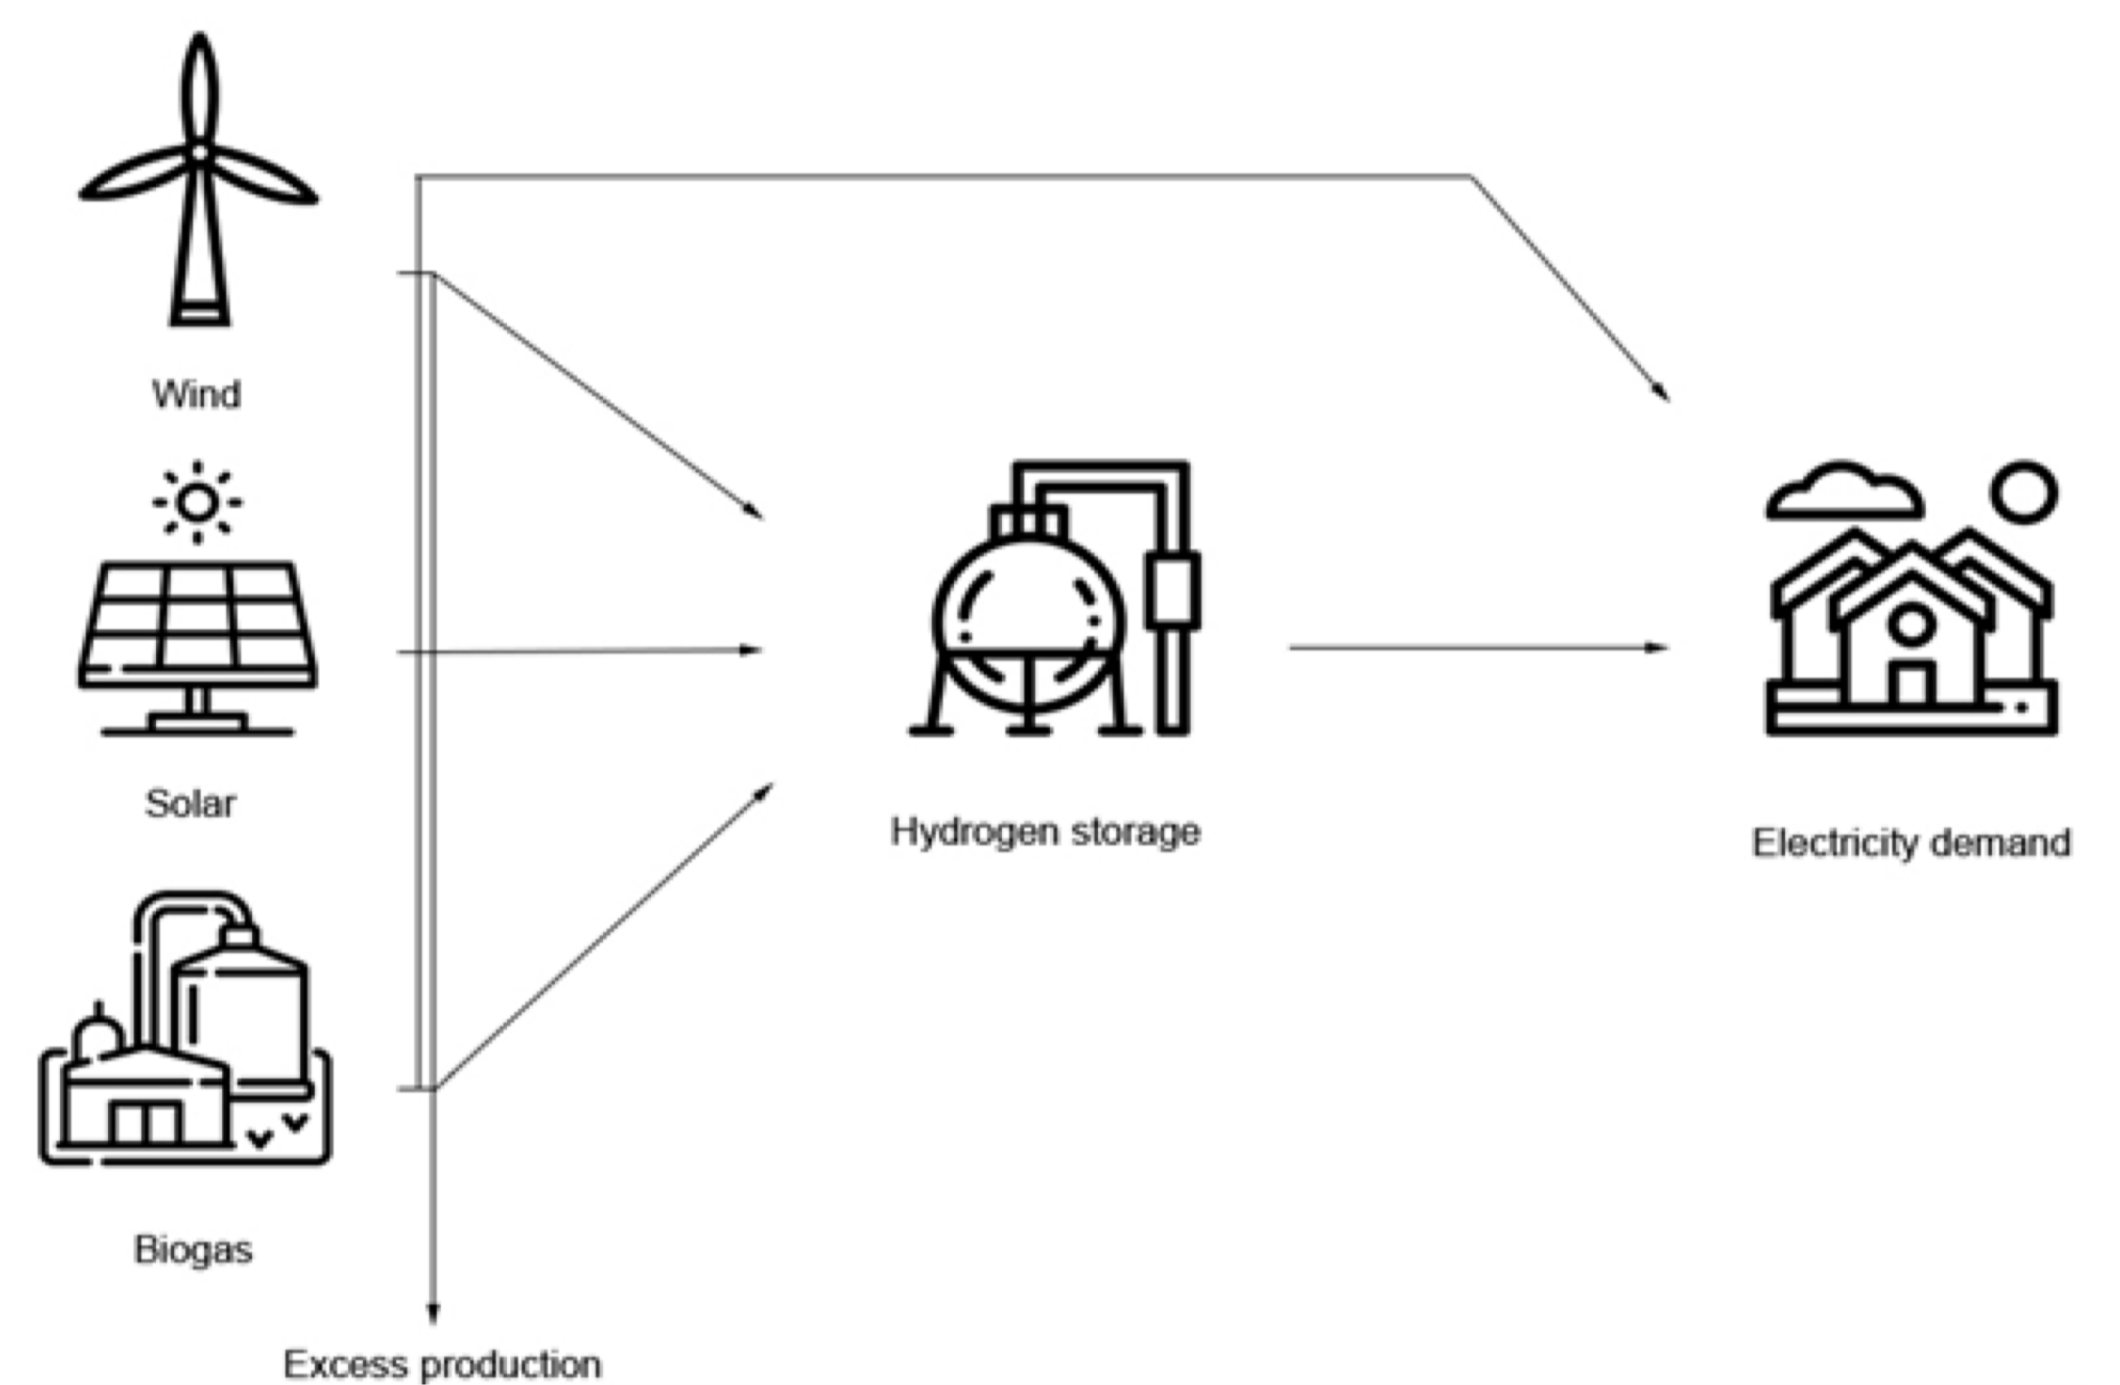 Wind
Solar
Hydrogen storage
Electricity demand
Biogas
Excess production